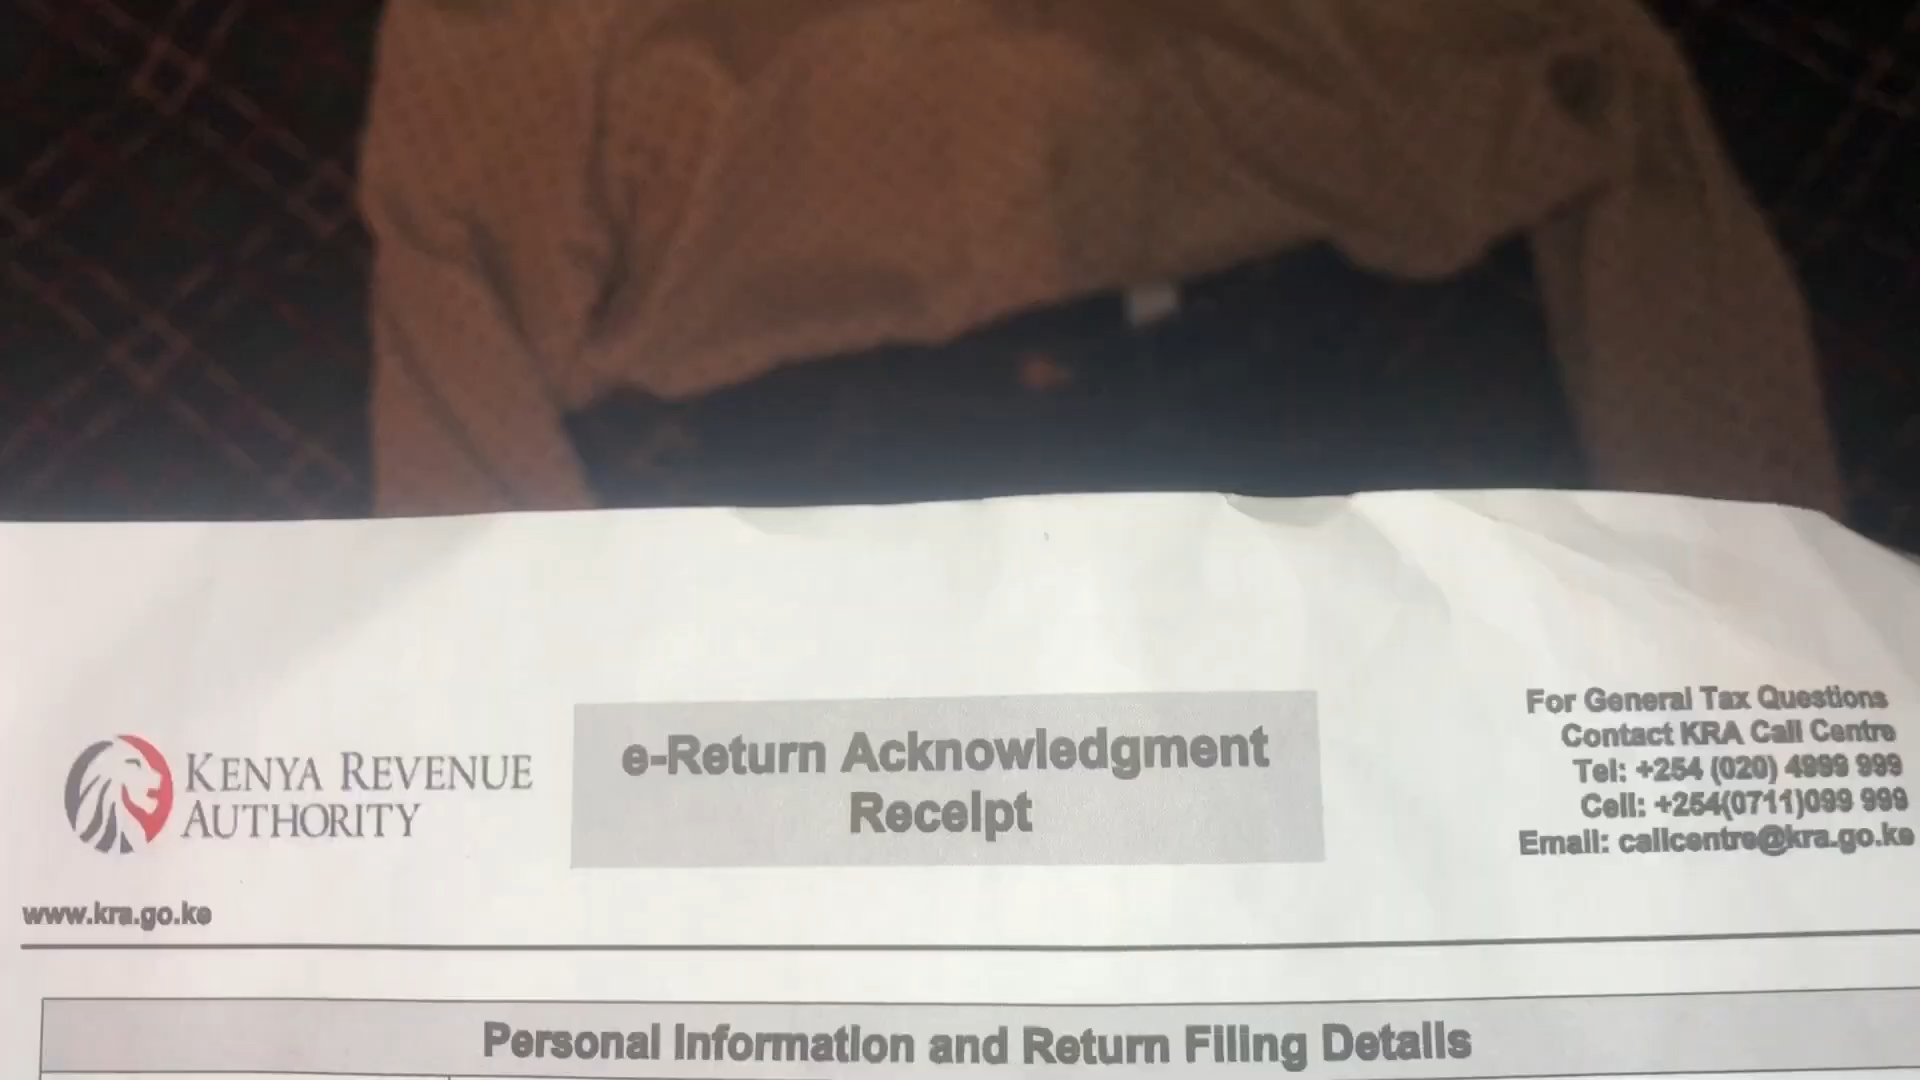 KENYA REVENUE
AUTHORITY
www.kra.go.ke
e-Return Acknowledgment
Receipt
For General Tax Questions
Contact KRA Call Centre
Tel: +254 (020) 4999 999
Cell: +254(0711)099 999
Email: callcentre@kra.go.ke
Personal Information and Return Filing Details